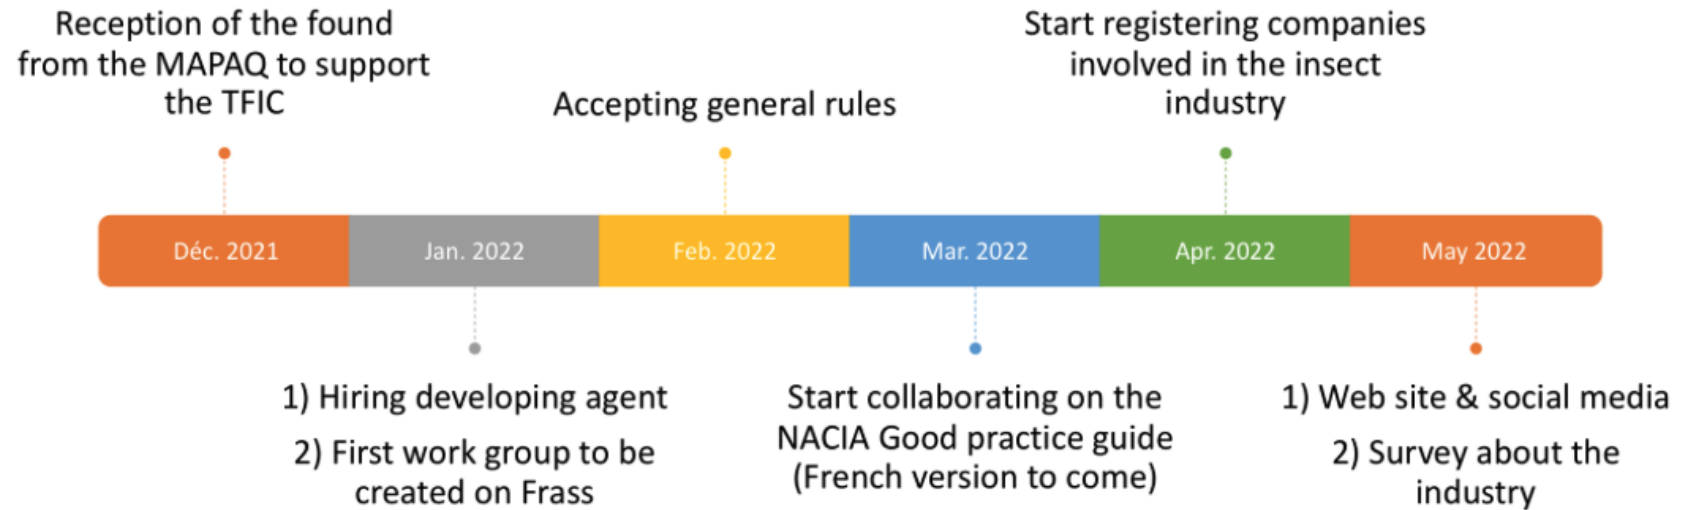 Reception of the found
from the MAPAQ to support
the TFIC
Accepting general rules
Start registering companies
involved in the insect
industry
Déc. 2021
Jan. 2022
Feb. 2022
Mar. 2022
Apr. 2022
May 2022
1) Hiring developing agent
2) First work group to be
created on Frass
Start collaborating on the
NACIA Good practice guide
(French version to come)
1) Web site & social media
2) Survey about the
industry